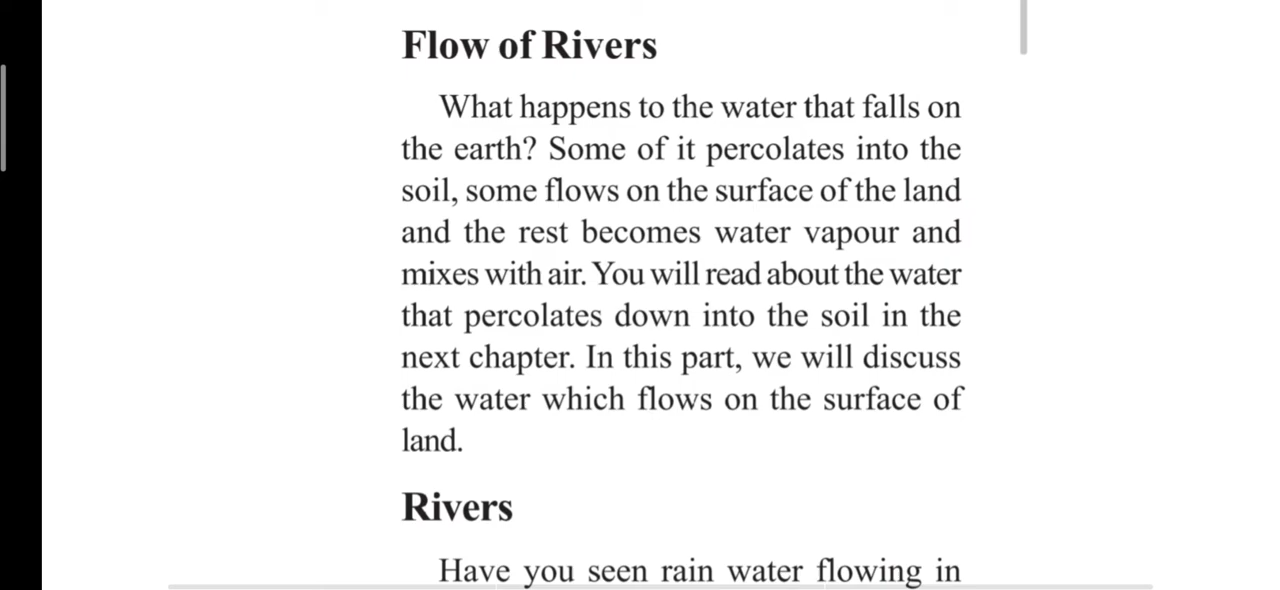 Flow of Rivers
What happens to the water that falls on
the earth? Some of it percolates into the
soil, some flows on the surface of the land
and the rest becomes water vapour and
mixes with air. You will read about the water
that percolates down into the soil in the
next chapter. In this part, we will discuss
the water which flows on the surface of
land.
Rivers
Have you seen rain water flowing in